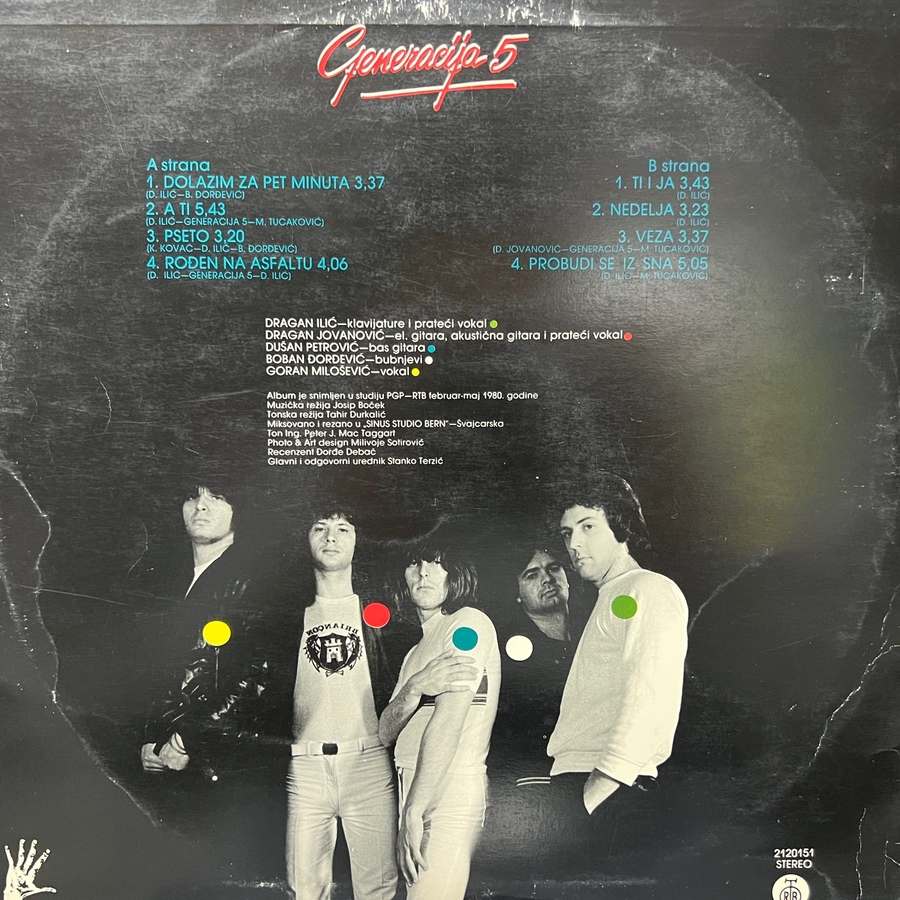 Generacija 5
A strana
1. DOLAZIM ZA PET MINUTA 3,37
(D. ILIĆ—B. ĐORĐEVIĆ)
2. A TI 5,43
(D. ILIĆ—GENERACIJA 5—M. TUCAKOVIĆ)
3. PSETO 3,20
(K. KOVAČ—D. ILIĆ—B. ĐORĐEVIĆ)
4. ROĐEN NA ASFALTU 4,06
(D. ILIĆ—GENERACIJA 5—D. ILIĆ)
B strana
1. TI I JA 3,43
(D. ILIĆ)
2. NEDELJA 3,23
(D. ILIĆ)
3. VEZA 3,37
(D. JOVANOVIĆ—GENERACIJA 5—M. TUCAKOVIĆ)
4. PROBUDI SE IZ SNA 5,05
(D. ILIĆ—M. TUCAKOVIĆ)
DRAGAN ILIĆ—klavijature i prateći vokal
DRAGAN JOVANOVIĆ—el. gitara, akustična gitara i prateći vokal
DUŠAN PETROVIĆ—bas gitara
BOBAN ĐORĐEVIĆ—bubnjevi
GORAN MILOŠEVIĆ—vokal
Album je snimljen u studiju PGP—RTB februar-maj 1980. godine
Muzička režija Josip Boček
Tonska režija Tahir Durkalić
Miksovano i rezano u „SINUS STUDIO BERN"—Švajcarska
Ton Ing. Peter J. Mac Taggart
Photo & Art design Milivoje Sotirović
Recenzent Đorđe Debač
Glavni i odgovorni urednik Stanko Terzić
BRIANCON
2120151
STEREO
RTB